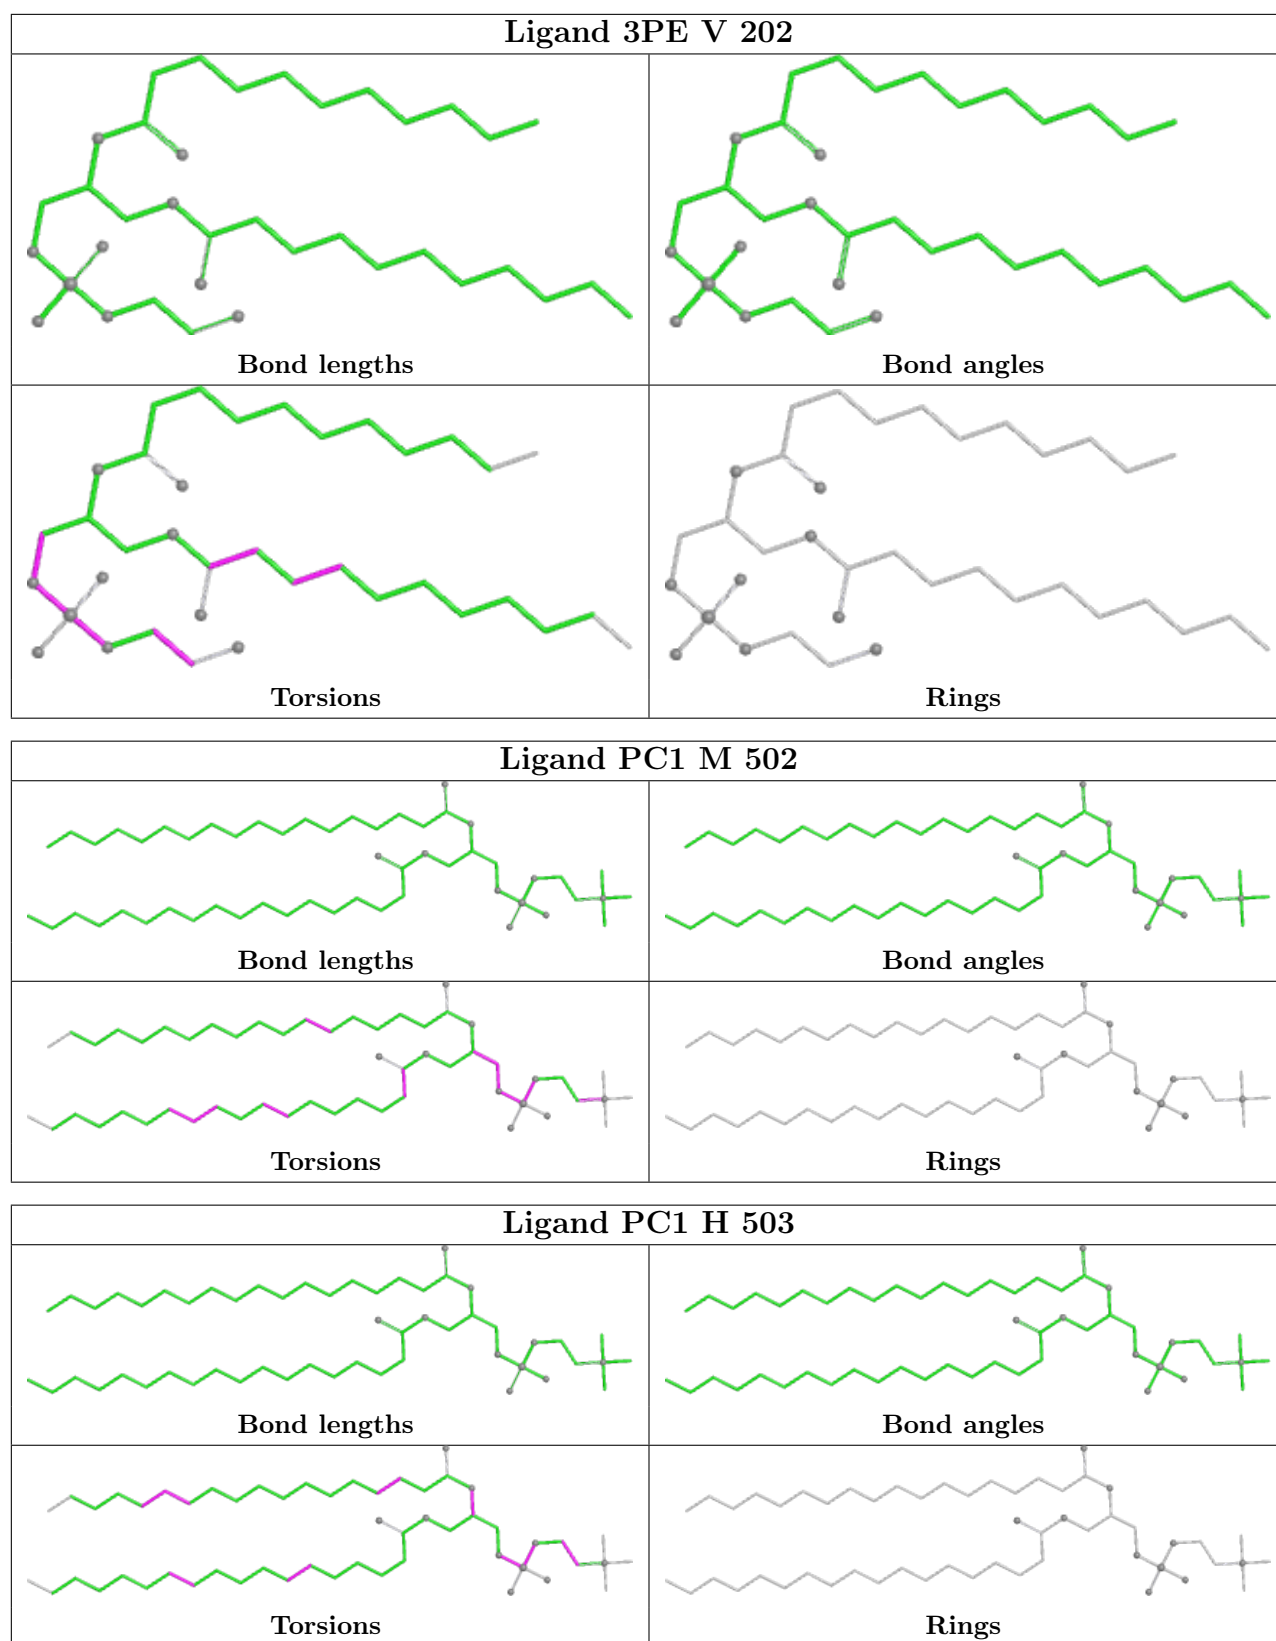 Ligand 3PE V 202
Bond lengths
Bond angles
Torsions
Rings
Ligand PC1 M 502
Bond lengths
Bond angles
Torsions
Rings
Ligand PC1 H 503
Bond lengths
Bond angles
Torsions
Rings